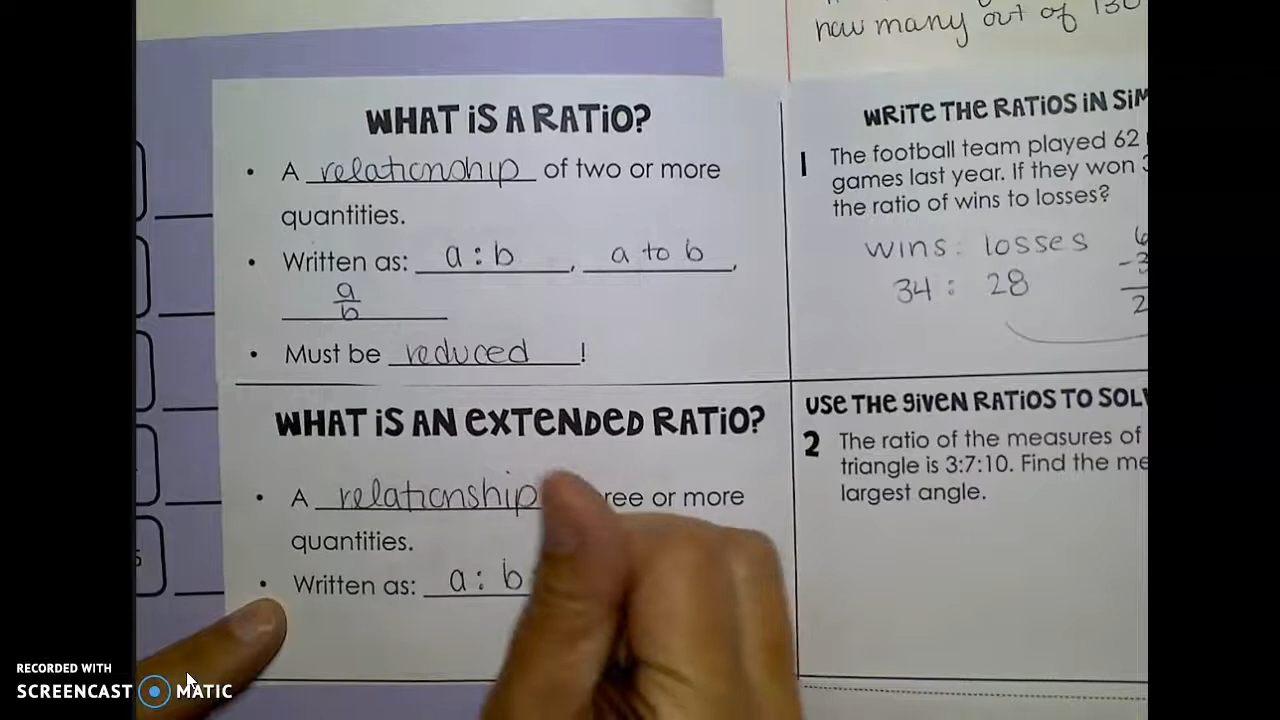 how many out of 130
WHAT iS A RATiO?
• A relationship of two or more
quantities.
• Written as: a : b, a to b,
a
b
• Must be reduced!
WRiTE THE RATiOS iN SiM
1 The football team played 62
games last year. If they won 3
the ratio of wins to losses?
wins: losses
34 : 28
6
-3
2
WHAT iS AN EXTENDED RATiO?
• A relationship ree or more
quantities.
• Written as: a : b
USE THE GiVEN RATiOS TO SOL
2 The ratio of the measures of
triangle is 3:7:10. Find the me
largest angle.
RECORDED WITH
SCREENCAST MATIC